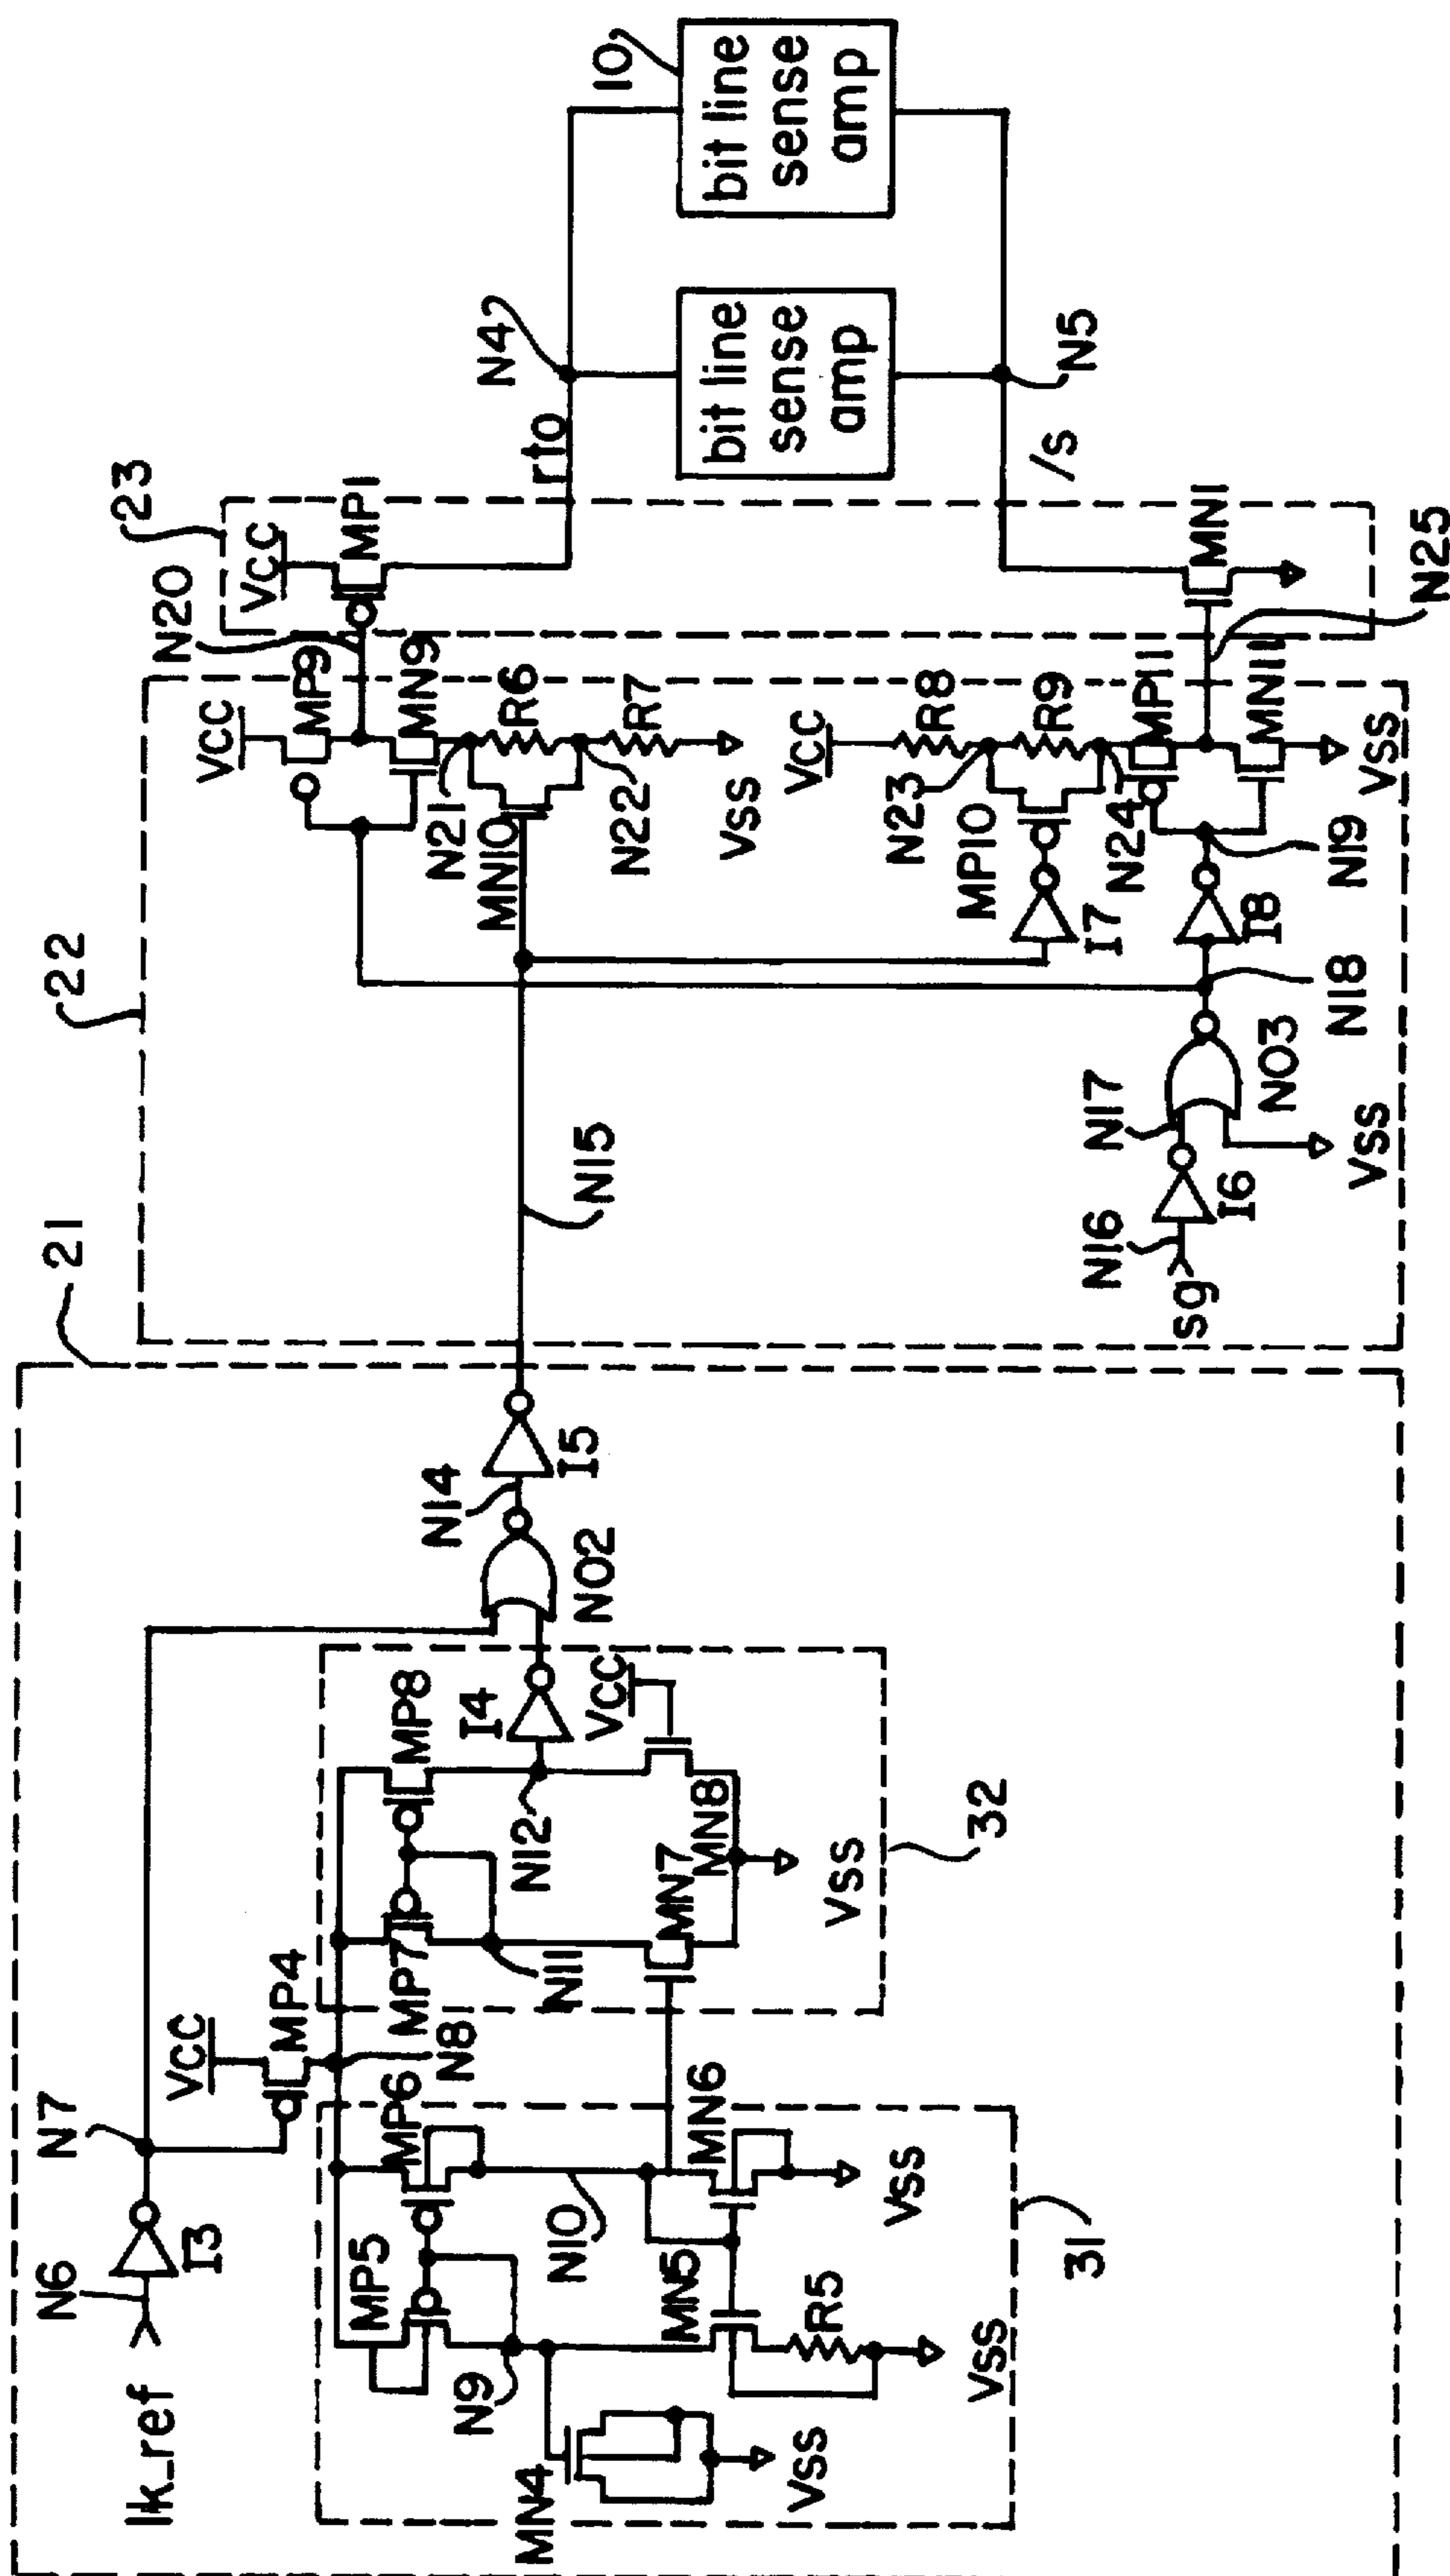 21
22
23
N6
N7
1k_ref
I3
VCC
MP4
N8
MP5
MP6
N9
N10
MN4
MN5
MN6
R5
VSS
VSS
VSS
31
MP7
MP8
N11
N12
I4
VCC
MN7
MN8
VSS
32
NO2
N14
I5
N15
sg
N16
I6
N17
NO3
VSS
N18
I8
N19
VCC
MP9
N20
MN9
N21
MN10
R6
N22
R7
VSS
VCC
R8
N23
R9
MP10
I7
N24
MP11
MN11
VSS
N25
VCC
MP1
MN1
rto
/s
N4
N5
bit line
sense
amp
bit line
sense
amp
10